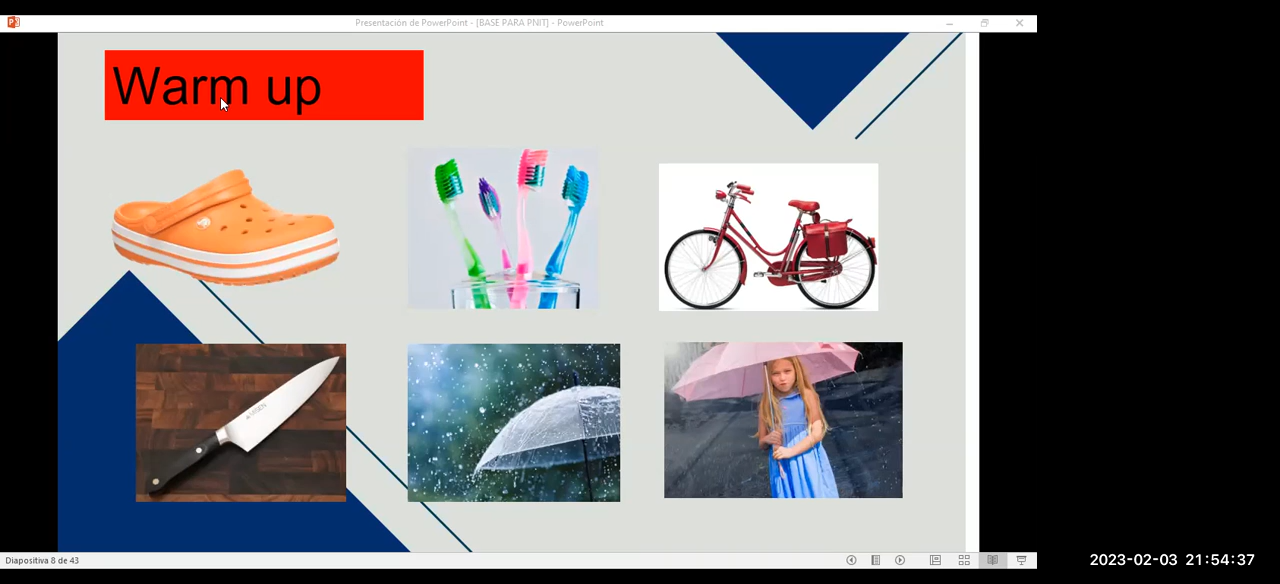 Presentación de PowerPoint - [BASE PARA PNIT] - PowerPoint
Warm up
Diapositiva 8 de 43
2023-02-03 21:54:37